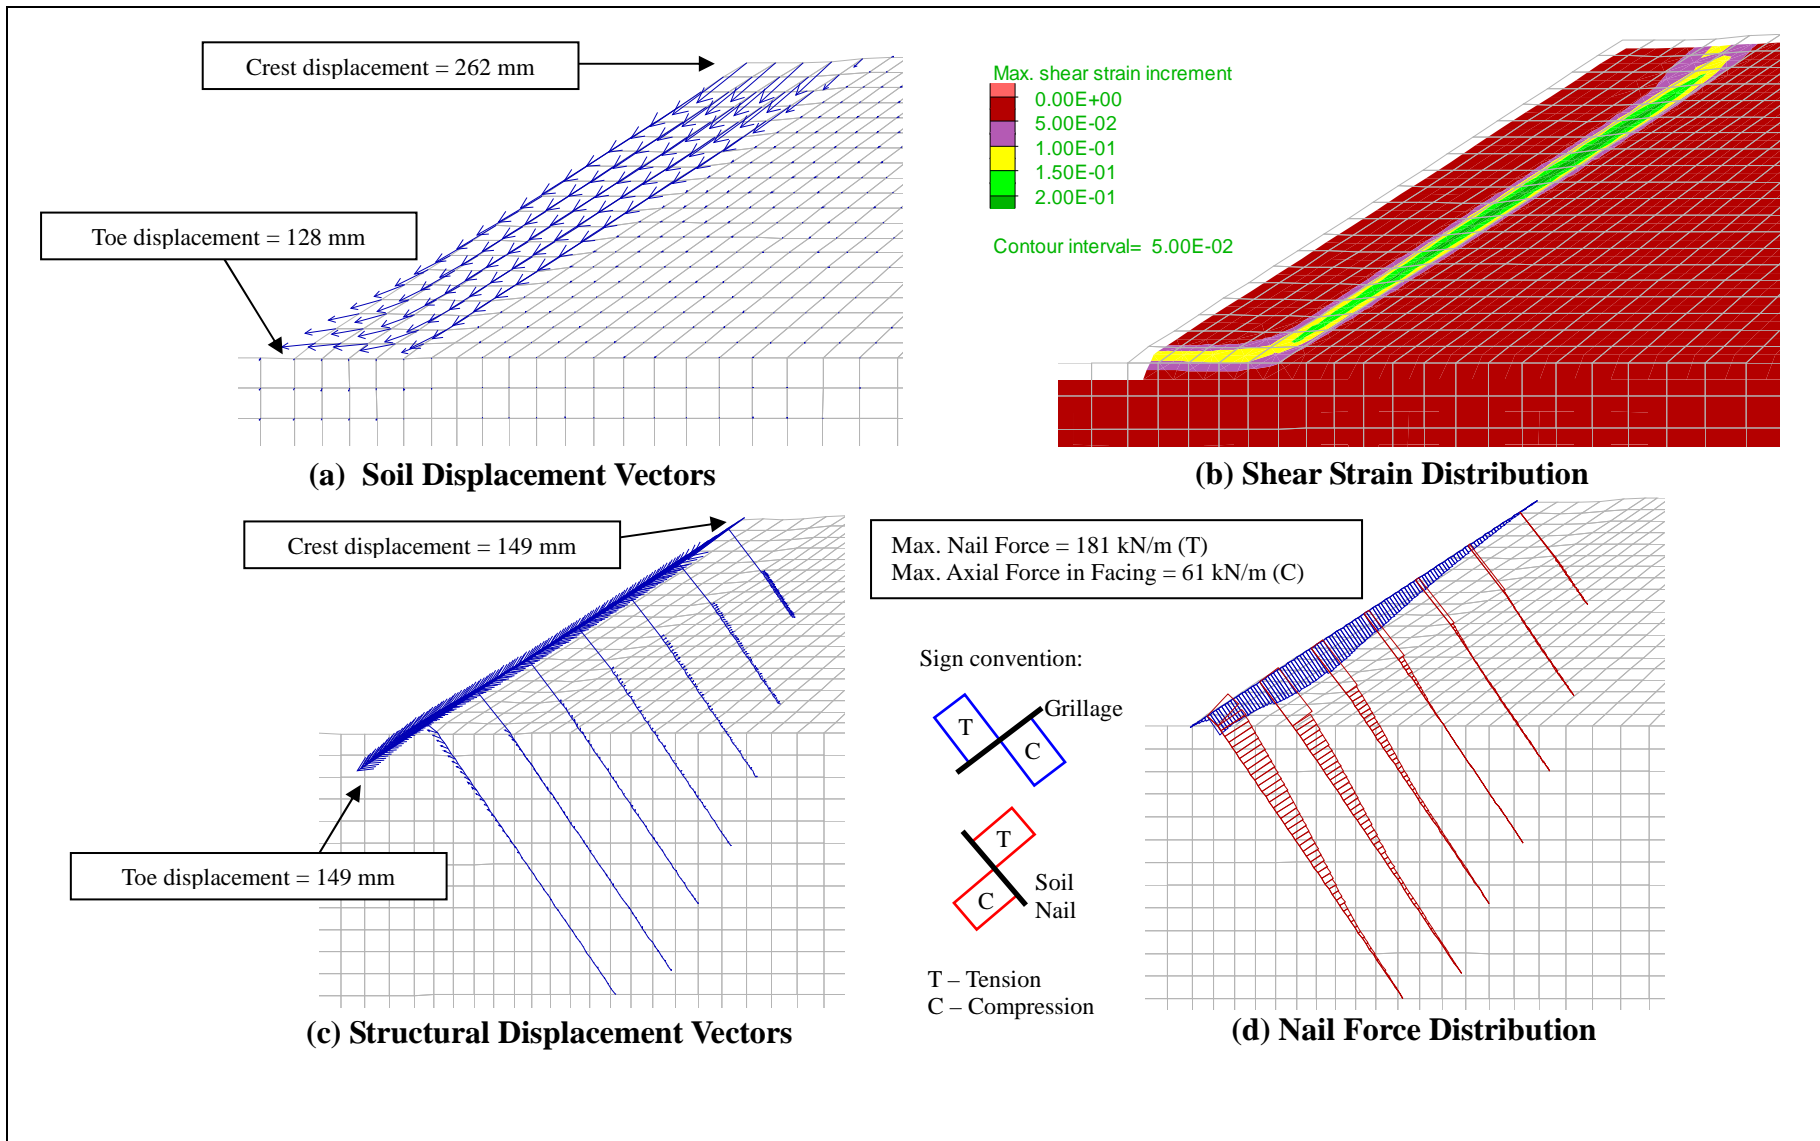 Crest displacement = 262 mm
Toe displacement = 128 mm
(a) Soil Displacement Vectors
Max. shear strain increment
0.00E+00
5.00E-02
1.00E-01
1.50E-01
2.00E-01
Contour interval= 5.00E-02
(b) Shear Strain Distribution
Crest displacement = 149 mm
Toe displacement = 149 mm
(c) Structural Displacement Vectors
Max. Nail Force = 181 kN/m (T)
Max. Axial Force in Facing = 61 kN/m (C)
Sign convention:
Grillage
T
C
T
C
Soil
Nail
T – Tension
C – Compression
(d) Nail Force Distribution